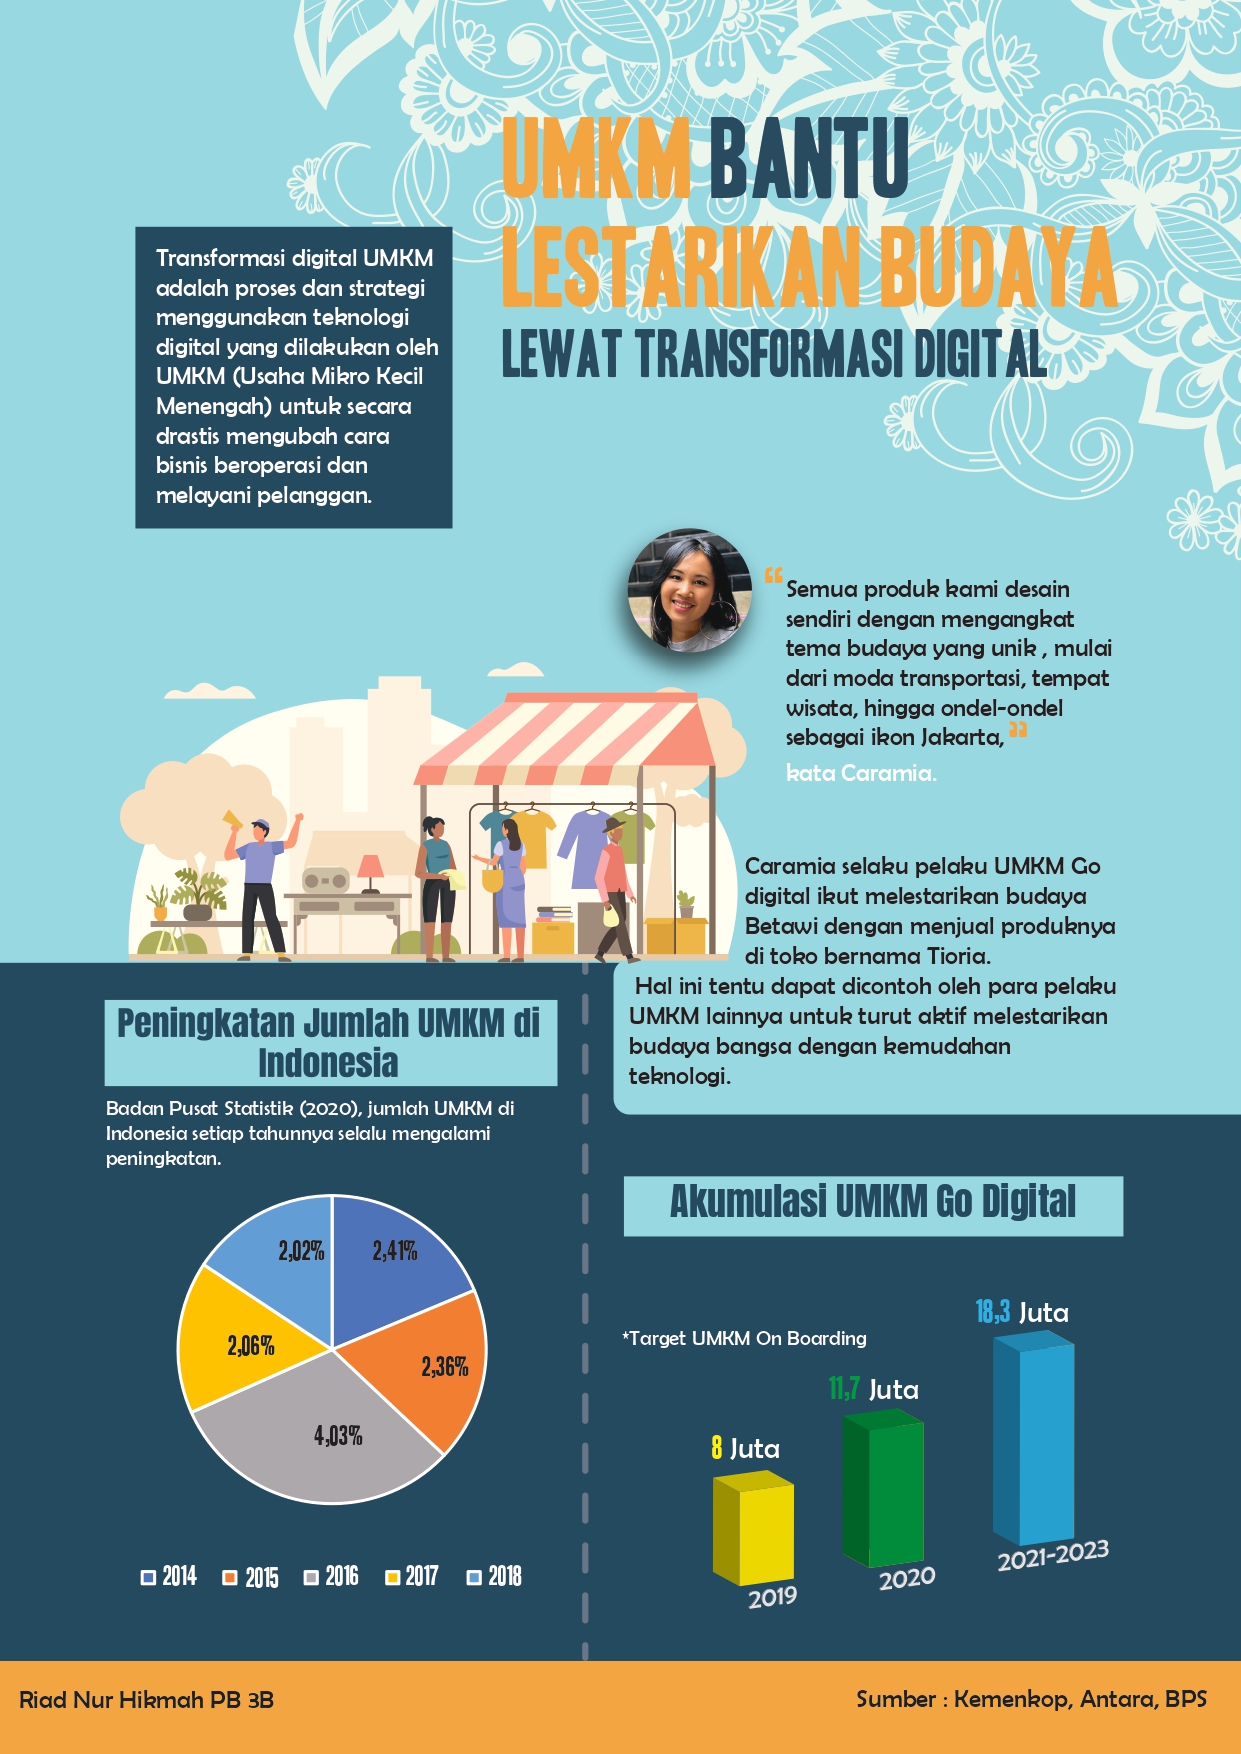 UMKM BANTU
LESTARIKAN BUDAYA
LEWAT TRANSFORMASI DIGITAL
Transformasi digital UMKM
adalah proses dan strategi
menggunakan teknologi
digital yang dilakukan oleh
UMKM (Usaha Mikro Kecil
Menengah) untuk secara
drastis mengubah cara
bisnis beroperasi dan
melayani pelanggan.
“Semua produk kami desain
sendiri dengan mengangkat
tema budaya yang unik , mulai
dari moda transportasi, tempat
wisata, hingga ondel-ondel
sebagai ikon Jakarta,”
kata Caramia.
Caramia selaku pelaku UMKM Go
digital ikut melestarikan budaya
Betawi dengan menjual produknya
di toko bernama Tioria.
Hal ini tentu dapat dicontoh oleh para pelaku
UMKM lainnya untuk turut aktif melestarikan
budaya bangsa dengan kemudahan
teknologi.
Peningkatan Jumlah UMKM di
Indonesia
Badan Pusat Statistik (2020), jumlah UMKM di
Indonesia setiap tahunnya selalu mengalami
peningkatan.
2,02% 2,41%
2,06% 2,36%
4,03%
2014 2015 2016 2017 2018
Akumulasi UMKM Go Digital
*Target UMKM On Boarding
18,3 Juta
11,7 Juta
8 Juta
2019 2020 2021-2023
Riad Nur Hikmah PB 3B
Sumber : Kemenkop, Antara, BPS